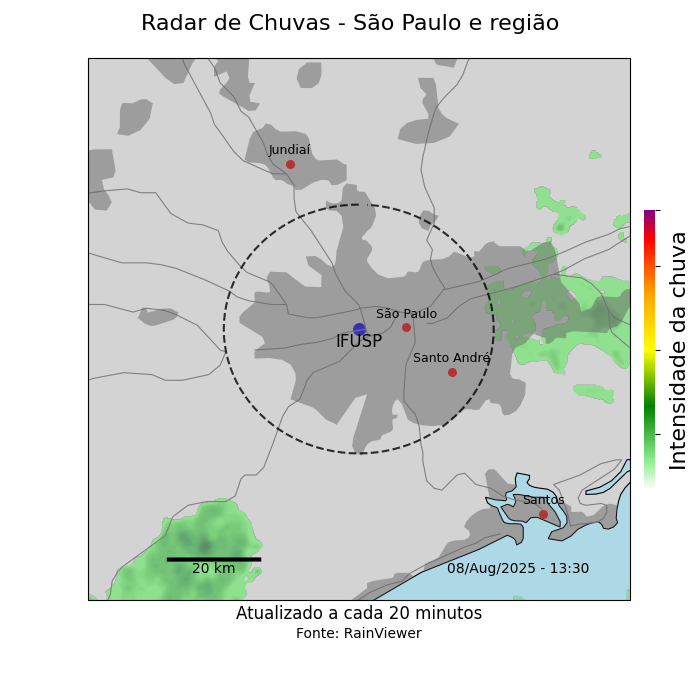 Radar de Chuvas - São Paulo e região
Jundiaí
São Paulo
IFUSP
Santo André
Santos
20 km
08/Aug/2025 - 13:30
Intensidade da chuva
Atualizado a cada 20 minutos
Fonte: RainViewer